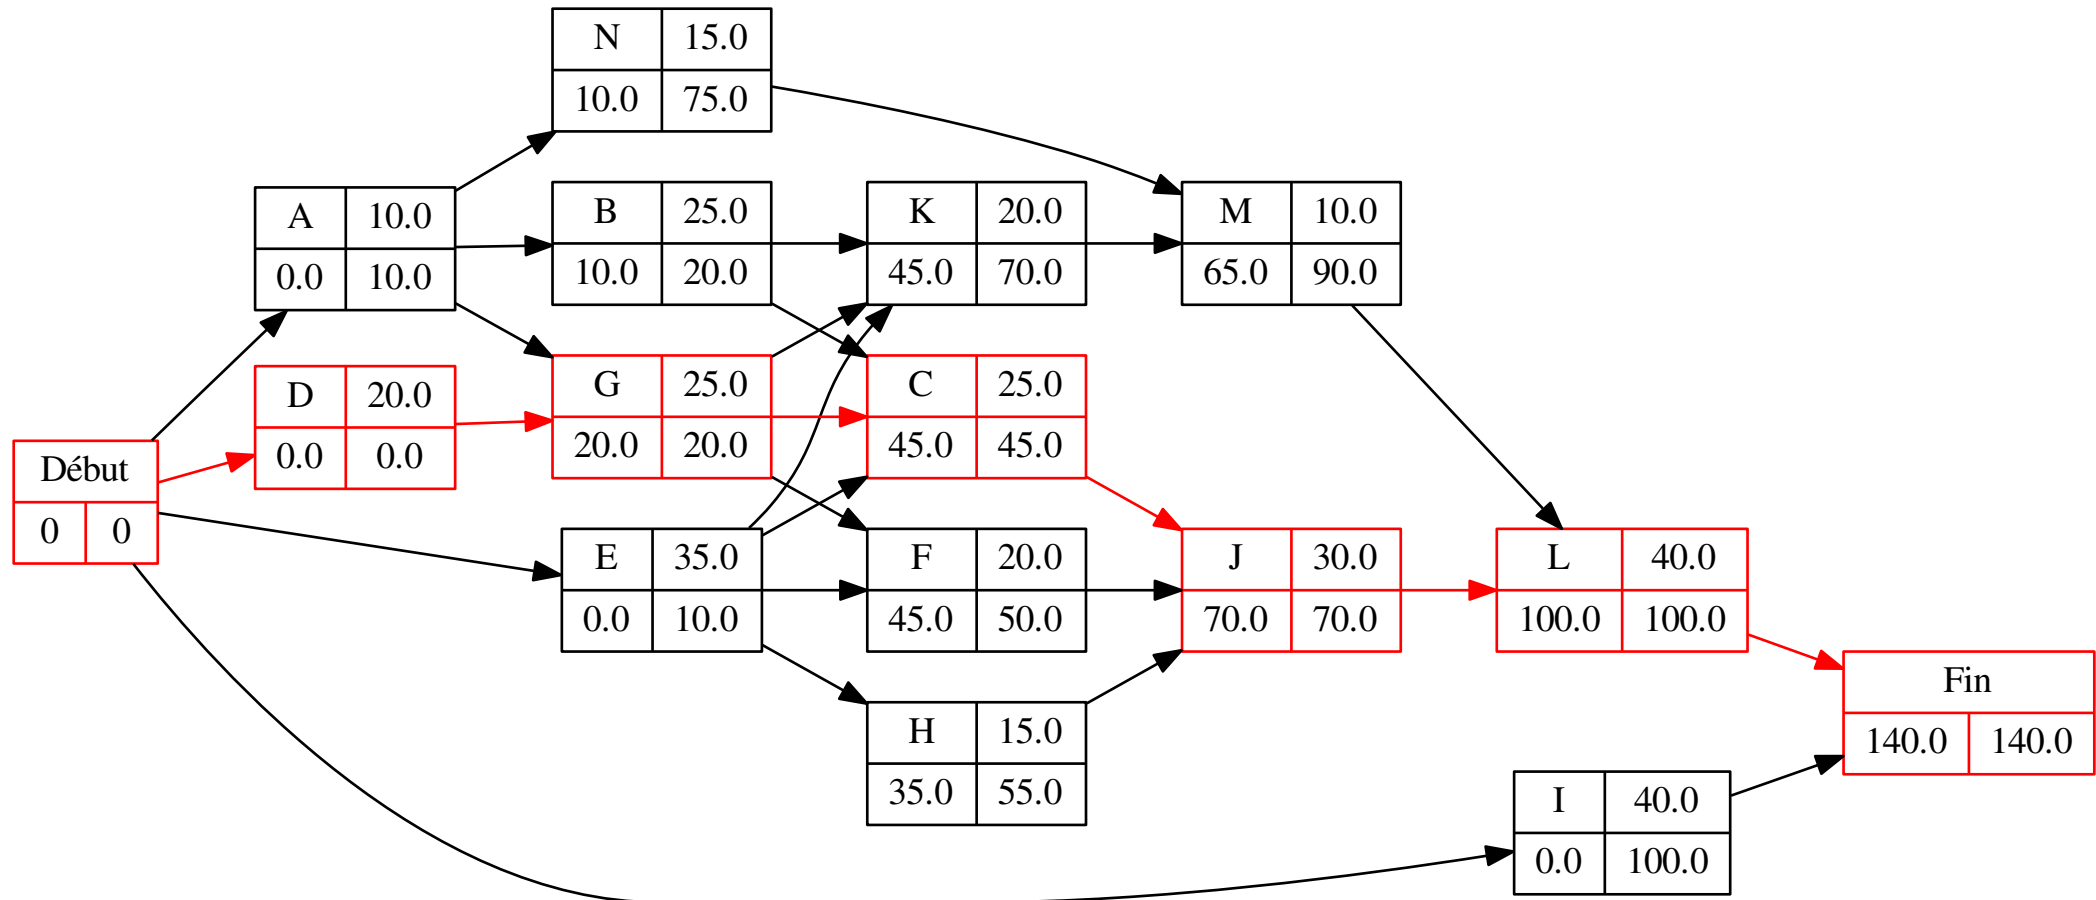 N 15.0
10.0 75.0
A 10.0
0.0 10.0
B 25.0
10.0 20.0
K 20.0
45.0 70.0
M 10.0
65.0 90.0
D 20.0
0.0 0.0
G 25.0
20.0 20.0
C 25.0
45.0 45.0
Début
0 0
E 35.0
0.0 10.0
F 20.0
45.0 50.0
J 30.0
70.0 70.0
L 40.0
100.0 100.0
H 15.0
35.0 55.0
Fin
140.0 140.0
I 40.0
0.0 100.0